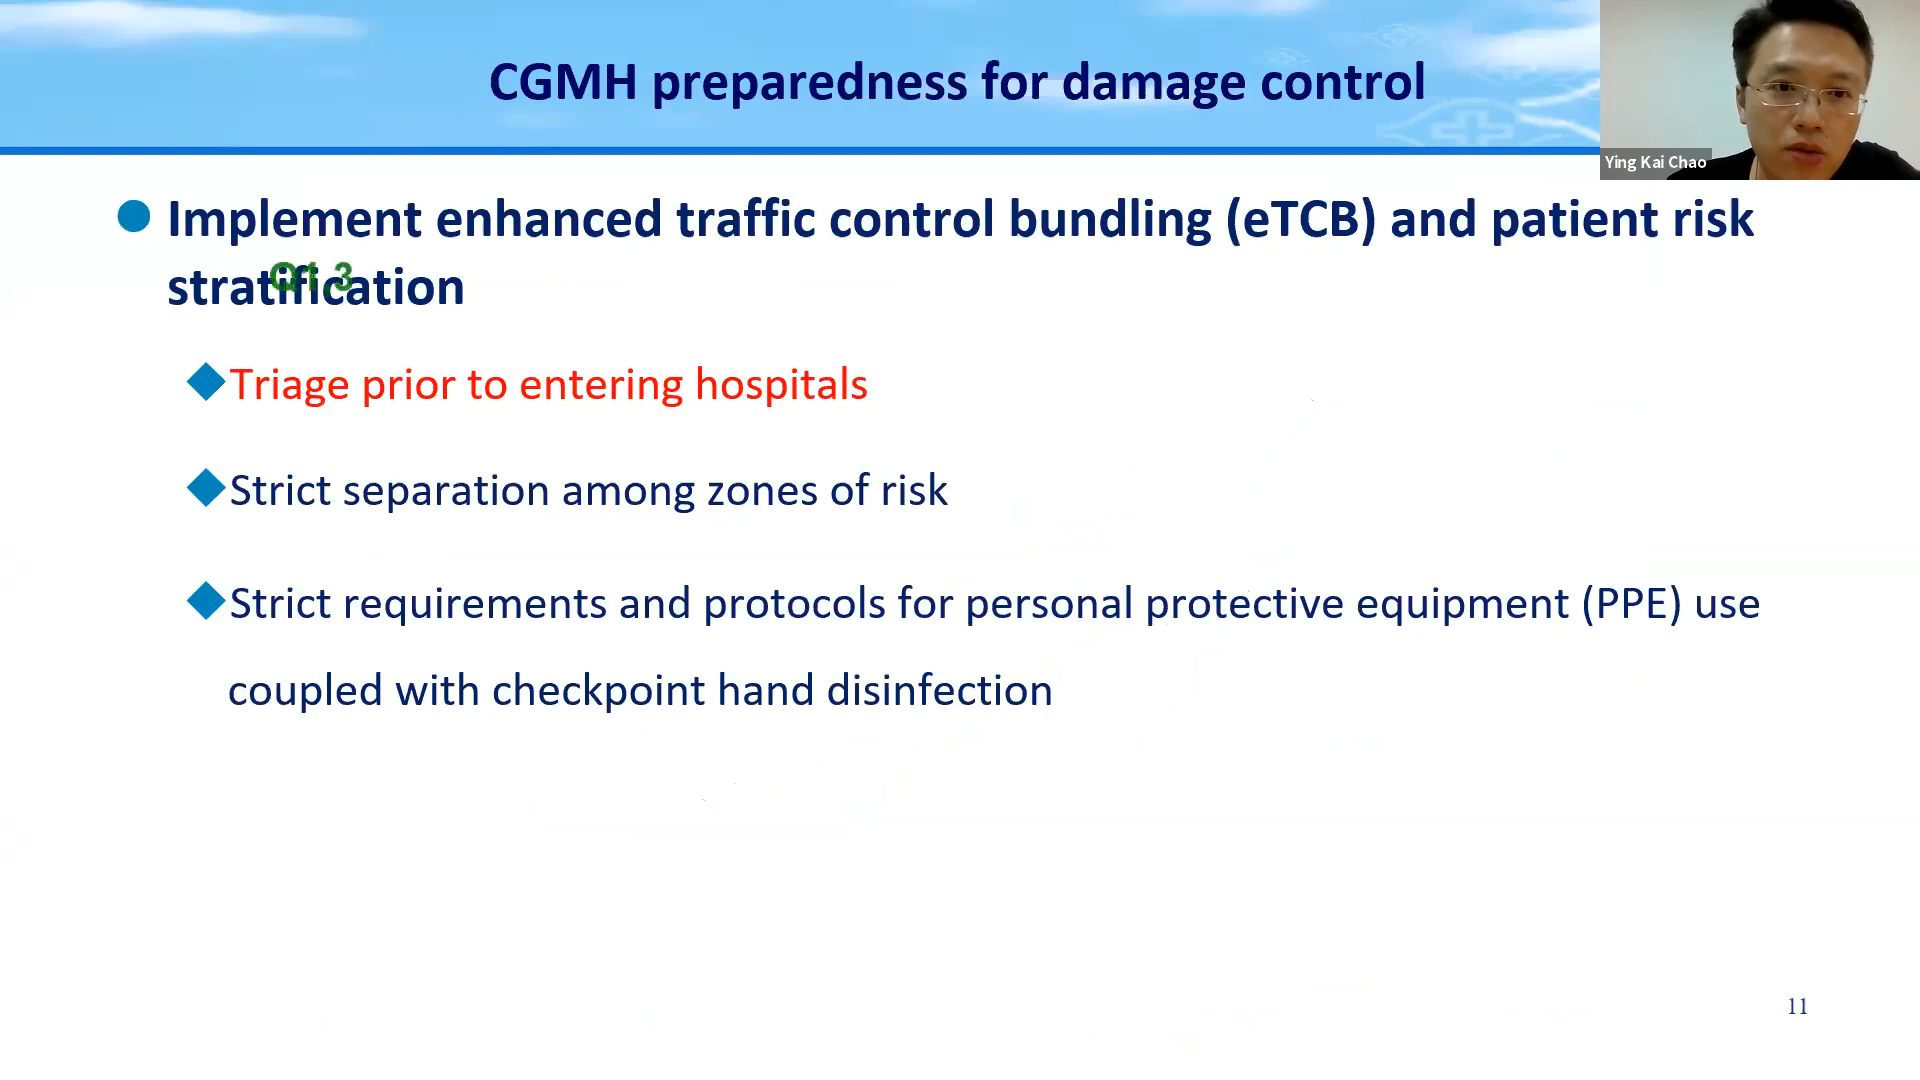 CGMH preparedness for damage control
Ying Kai Chao
Implement enhanced traffic control bundling (eTCB) and patient risk
stratification
Q1,3
Triage prior to entering hospitals
Strict separation among zones of risk
Strict requirements and protocols for personal protective equipment (PPE) use
coupled with checkpoint hand disinfection
11